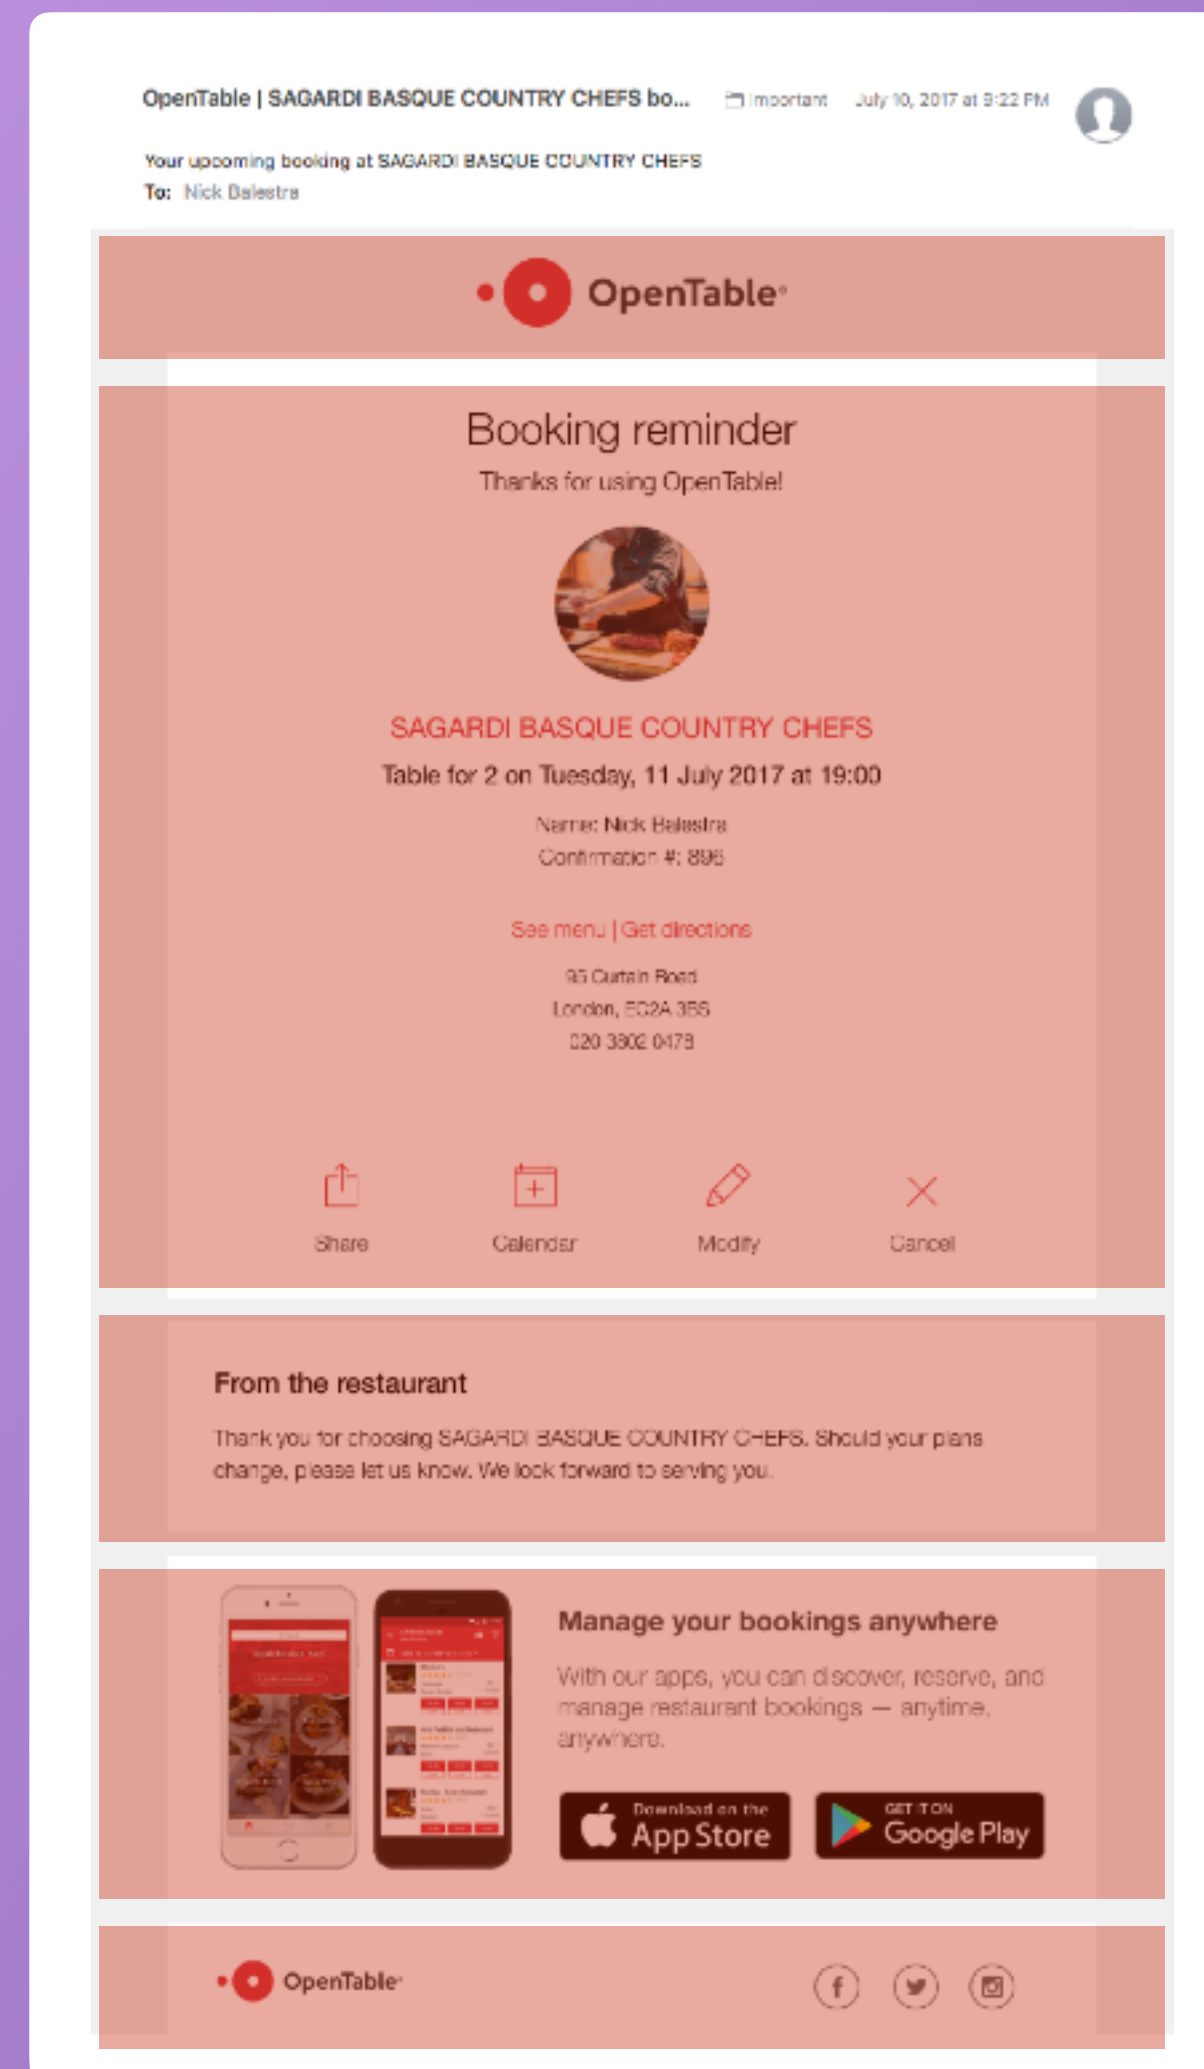 OpenTable | SAGARDI BASQUE COUNTRY CHEFS bo...
Important
July 10, 2017 at 9:22 PM
Your upcoming booking at SAGARDI BASQUE COUNTRY CHEFS
To: Nick Balestra
OpenTable
Booking reminder
Thanks for using OpenTable!
SAGARDI BASQUE COUNTRY CHEFS
Table for 2 on Tuesday, 11 July 2017 at 19:00
Name: Nick Balestra
Confirmation #: 896
See menu | Get directions
95 Curtain Road
London, EC2A 3BS
020 3802 0478
Share
Calendar
Modify
Cancel
From the restaurant
Thank you for choosing SAGARDI BASQUE COUNTRY CHEFS. Should your plans
change, please let us know. We look forward to serving you.
Manage your bookings anywhere
With our apps, you can discover, reserve, and
manage restaurant bookings — anytime,
anywhere.
Download on the
App Store
GET IT ON
Google Play
OpenTable